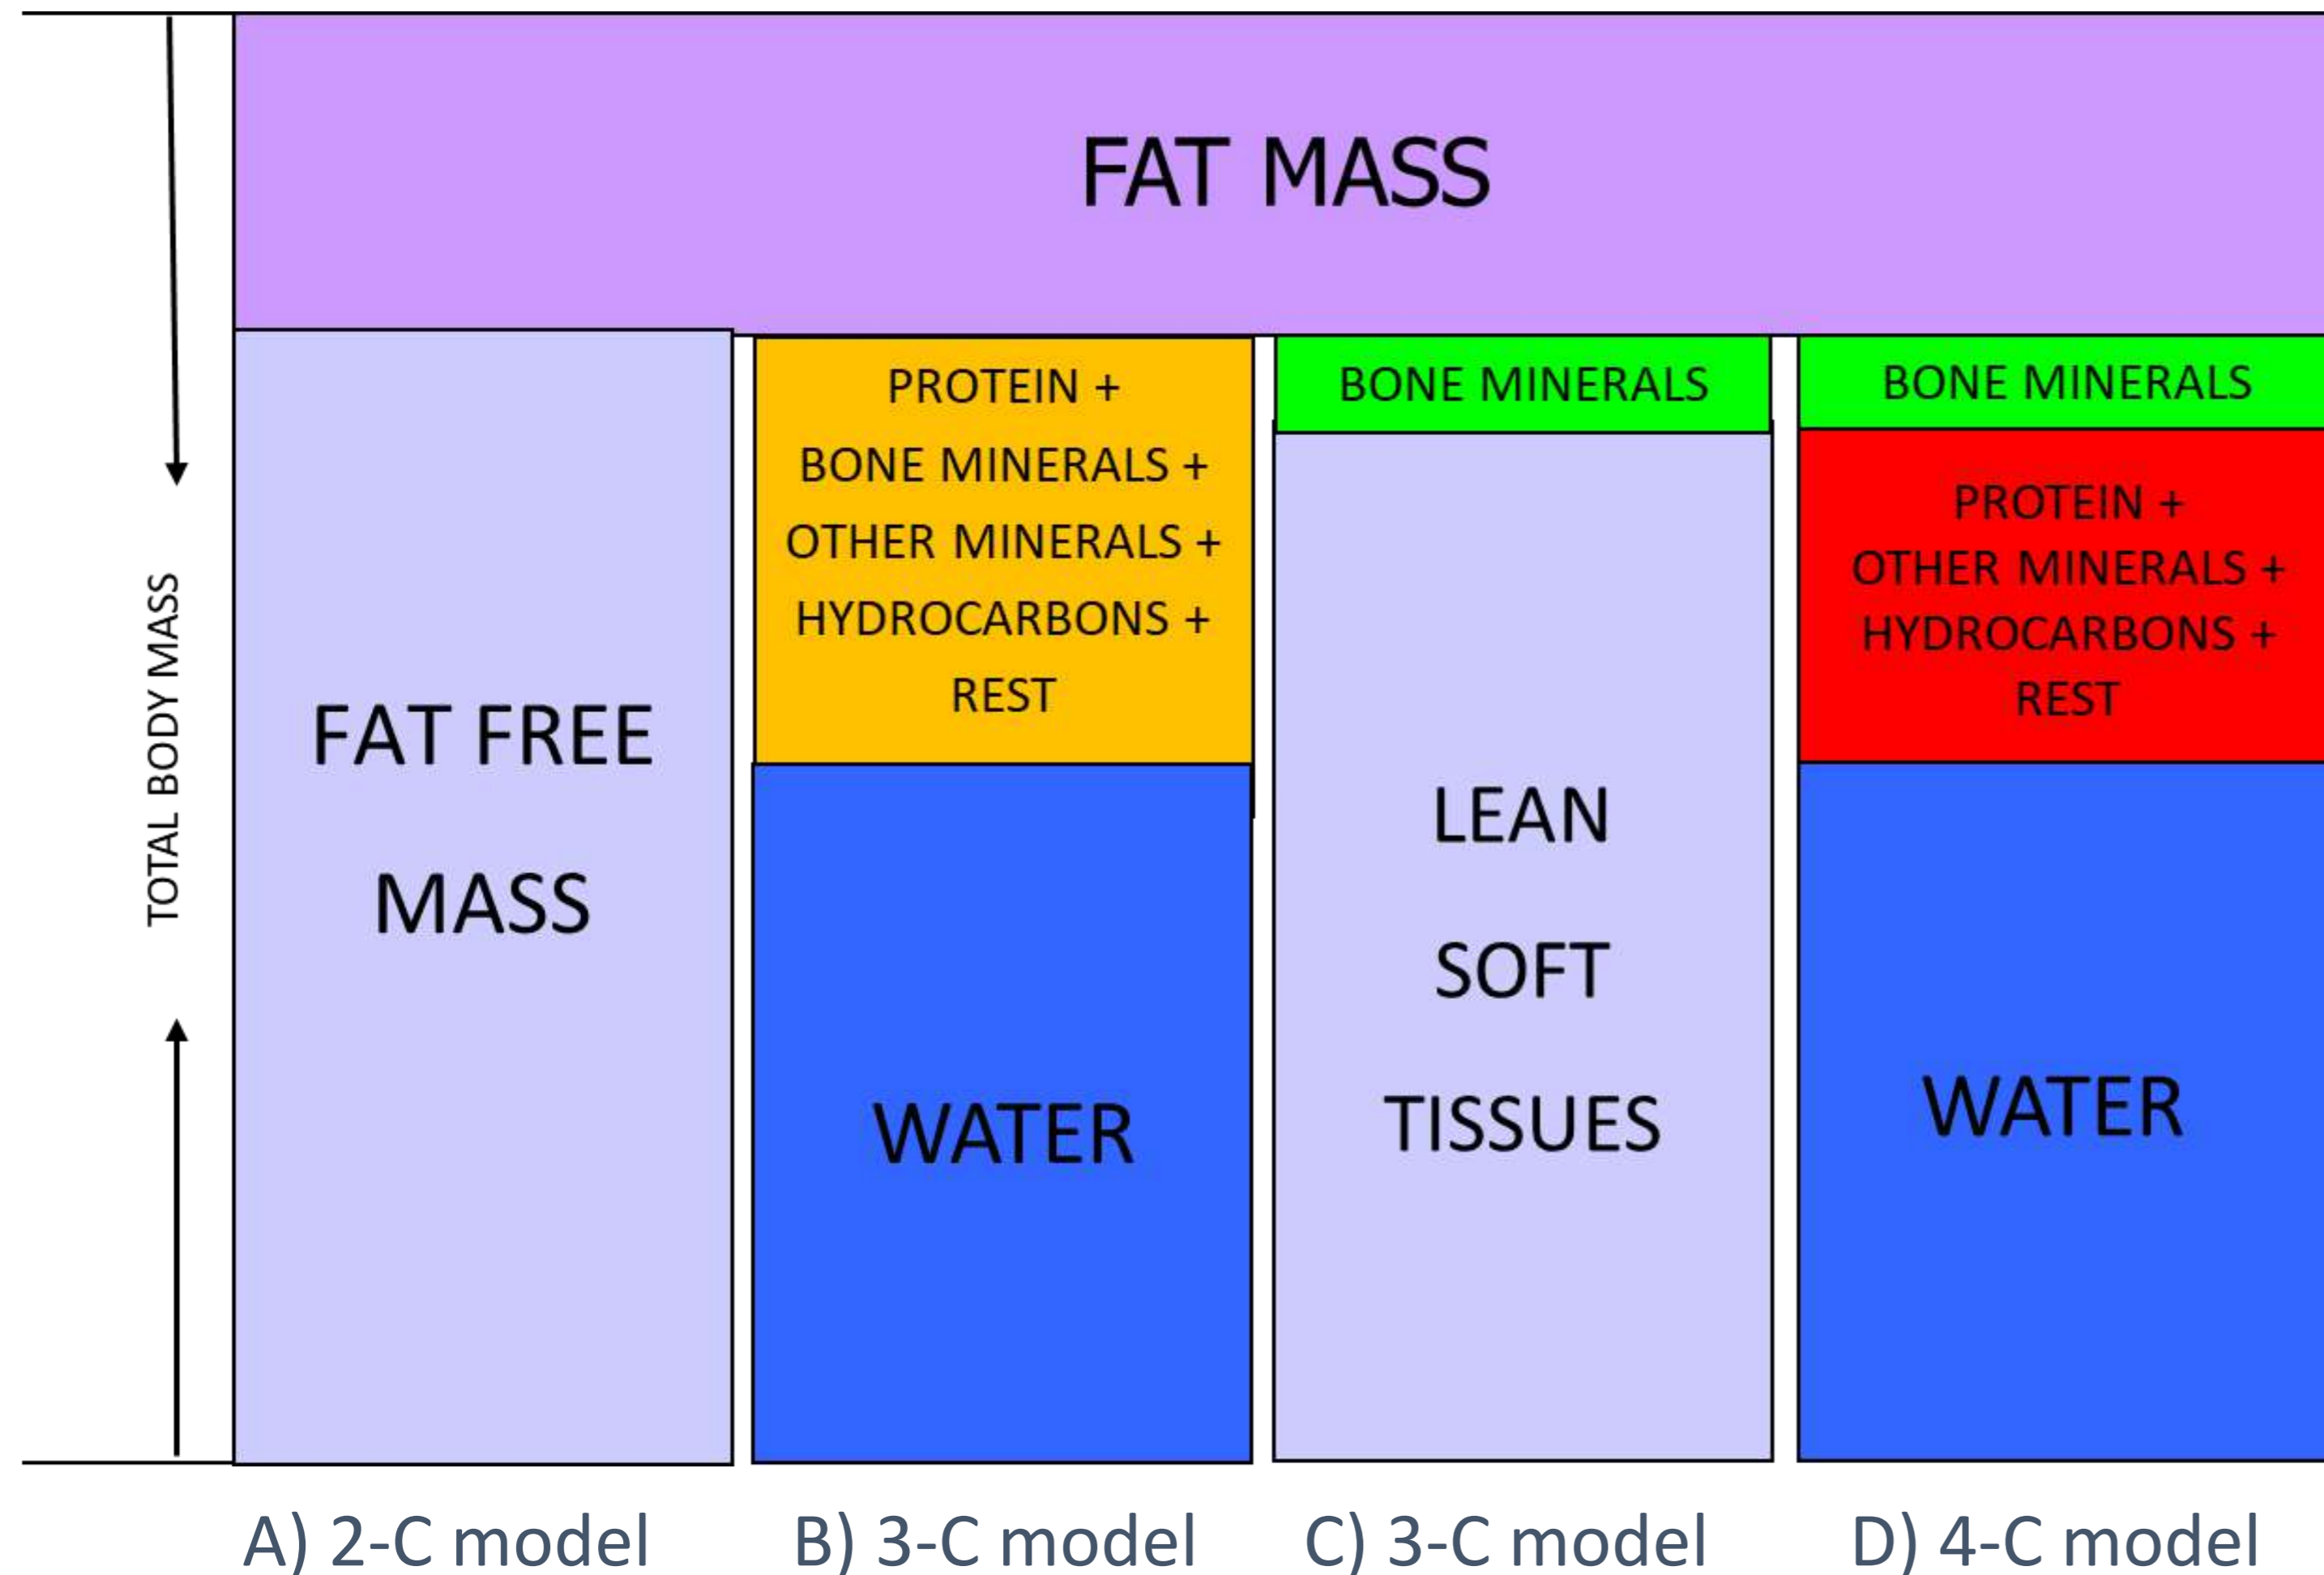 FAT MASS
TOTAL BODY MASS
FAT FREE
MASS
PROTEIN +
BONE MINERALS +
OTHER MINERALS +
HYDROCARBONS +
REST
WATER
BONE MINERALS
LEAN
SOFT
TISSUES
BONE MINERALS
PROTEIN +
OTHER MINERALS +
HYDROCARBONS +
REST
WATER
A) 2-C model
B) 3-C model
C) 3-C model
D) 4-C model